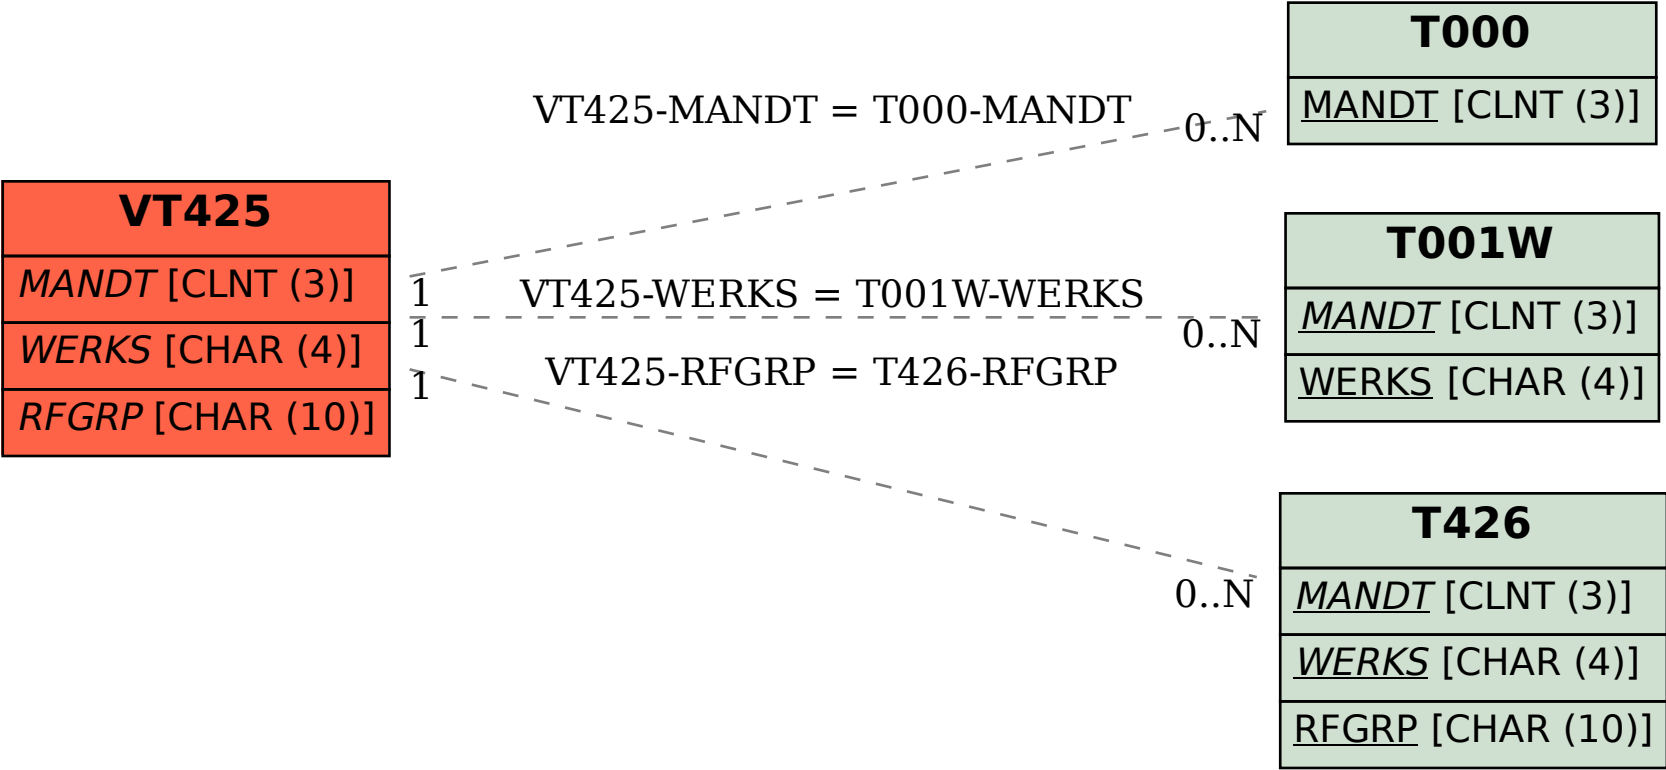 VT425
MANDT [CLNT (3)]
WERKS [CHAR (4)]
RFGRP [CHAR (10)]
VT425-MANDT = T000-MANDT
1
0..N
VT425-WERKS = T001W-WERKS
1
0..N
VT425-RFGRP = T426-RFGRP
1
0..N
T000
MANDT [CLNT (3)]
T001W
MANDT [CLNT (3)]
WERKS [CHAR (4)]
T426
MANDT [CLNT (3)]
WERKS [CHAR (4)]
RFGRP [CHAR (10)]